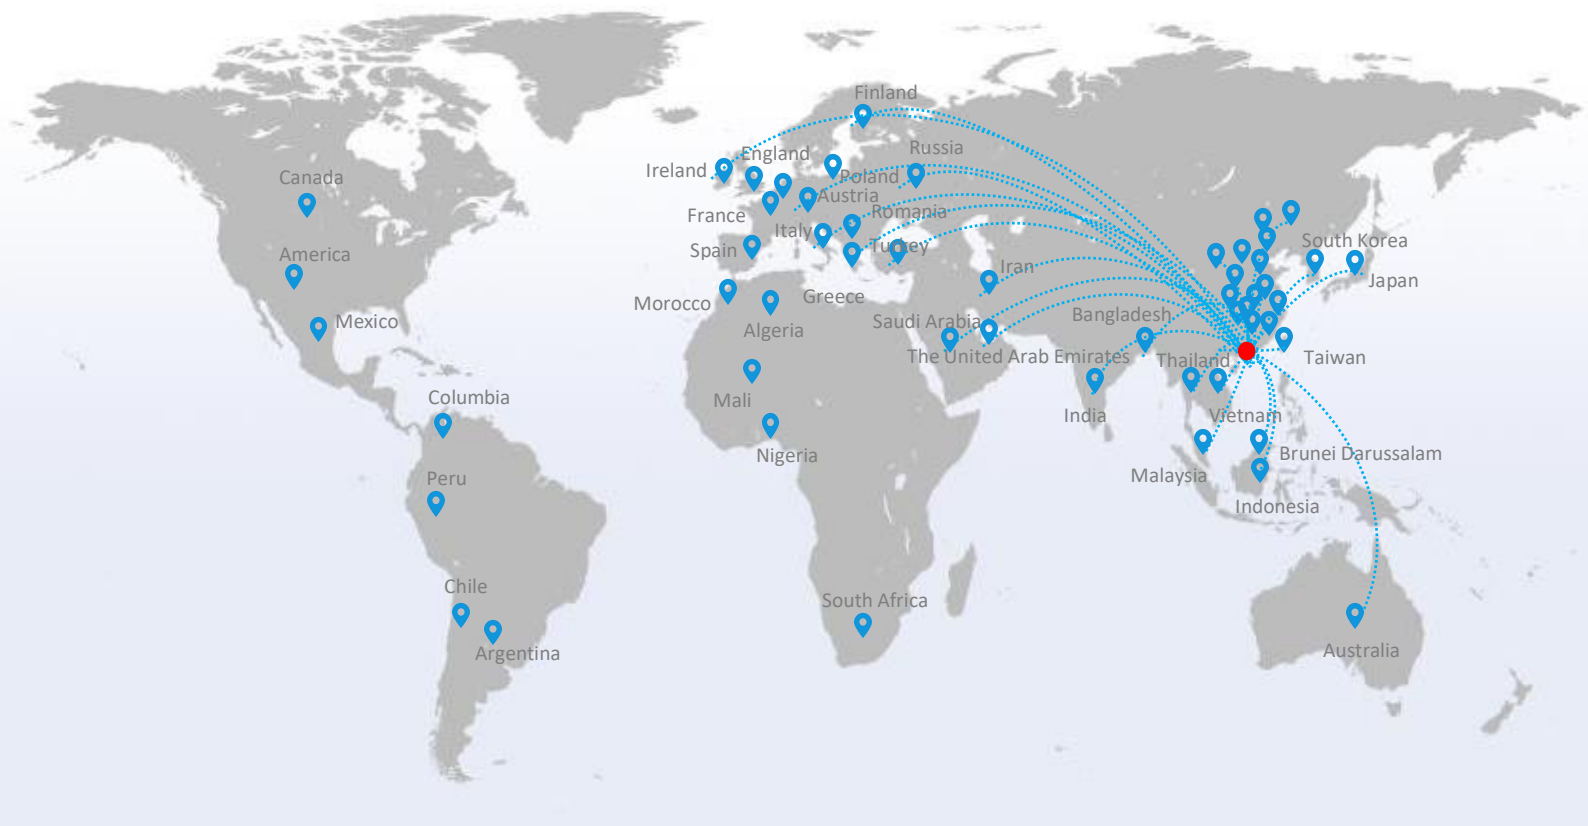 Finland
England
Russia
Ireland
Poland
Canada
Austria
France
Romania
Italy
Spain
Turkey
South Korea
America
Iran
Japan
Morocco
Greece
Mexico
Algeria
Saudi Arabia
Bangladesh
The United Arab Emirates
Thailand
Taiwan
Columbia
Mali
India
Vietnam
Nigeria
Brunei Darussalam
Peru
Malaysia
Indonesia
Chile
South Africa
Argentina
Australia